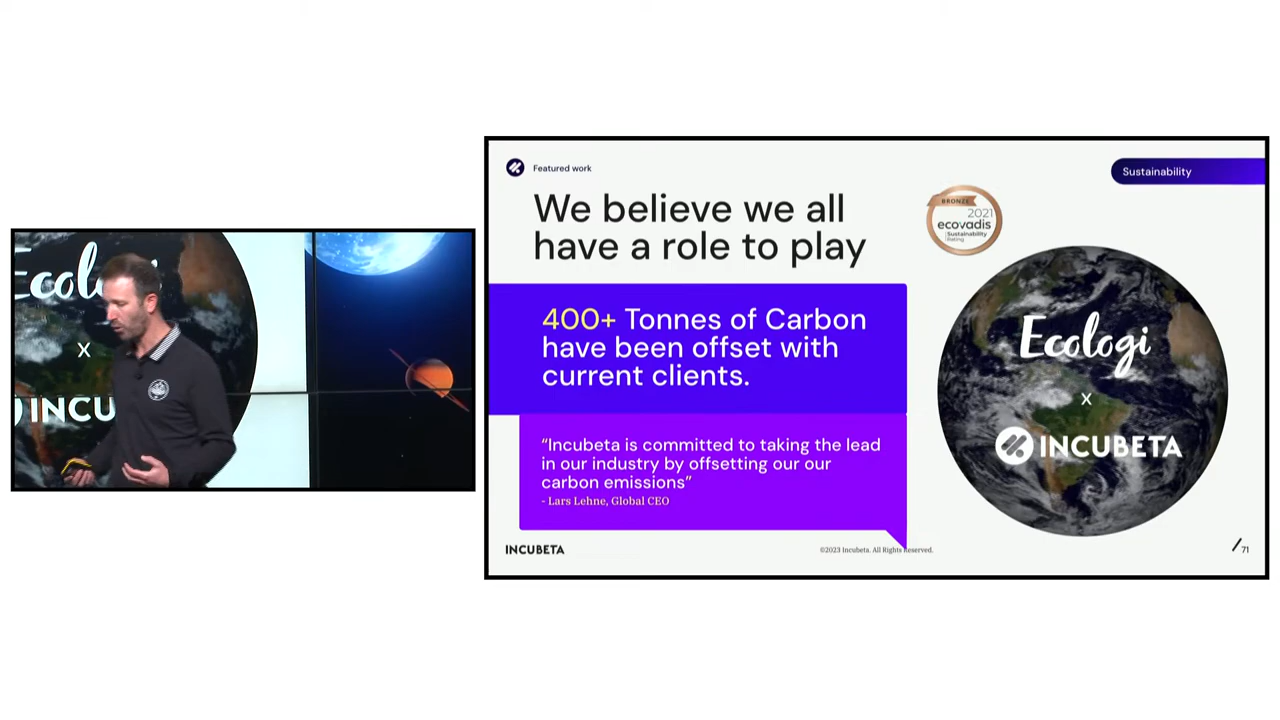 Ecologi
x
INCU
Featured work
Sustainability
We believe we all
have a role to play
BRONZE
2021
ecovadis
Sustainability
Rating
400+ Tonnes of Carbon
have been offset with
current clients.
“Incubeta is committed to taking the lead
in our industry by offsetting our our
carbon emissions”
- Lars Lehne, Global CEO
Ecologi
x
INCUBETA
INCUBETA
©2023 Incubeta. All Rights Reserved.
71